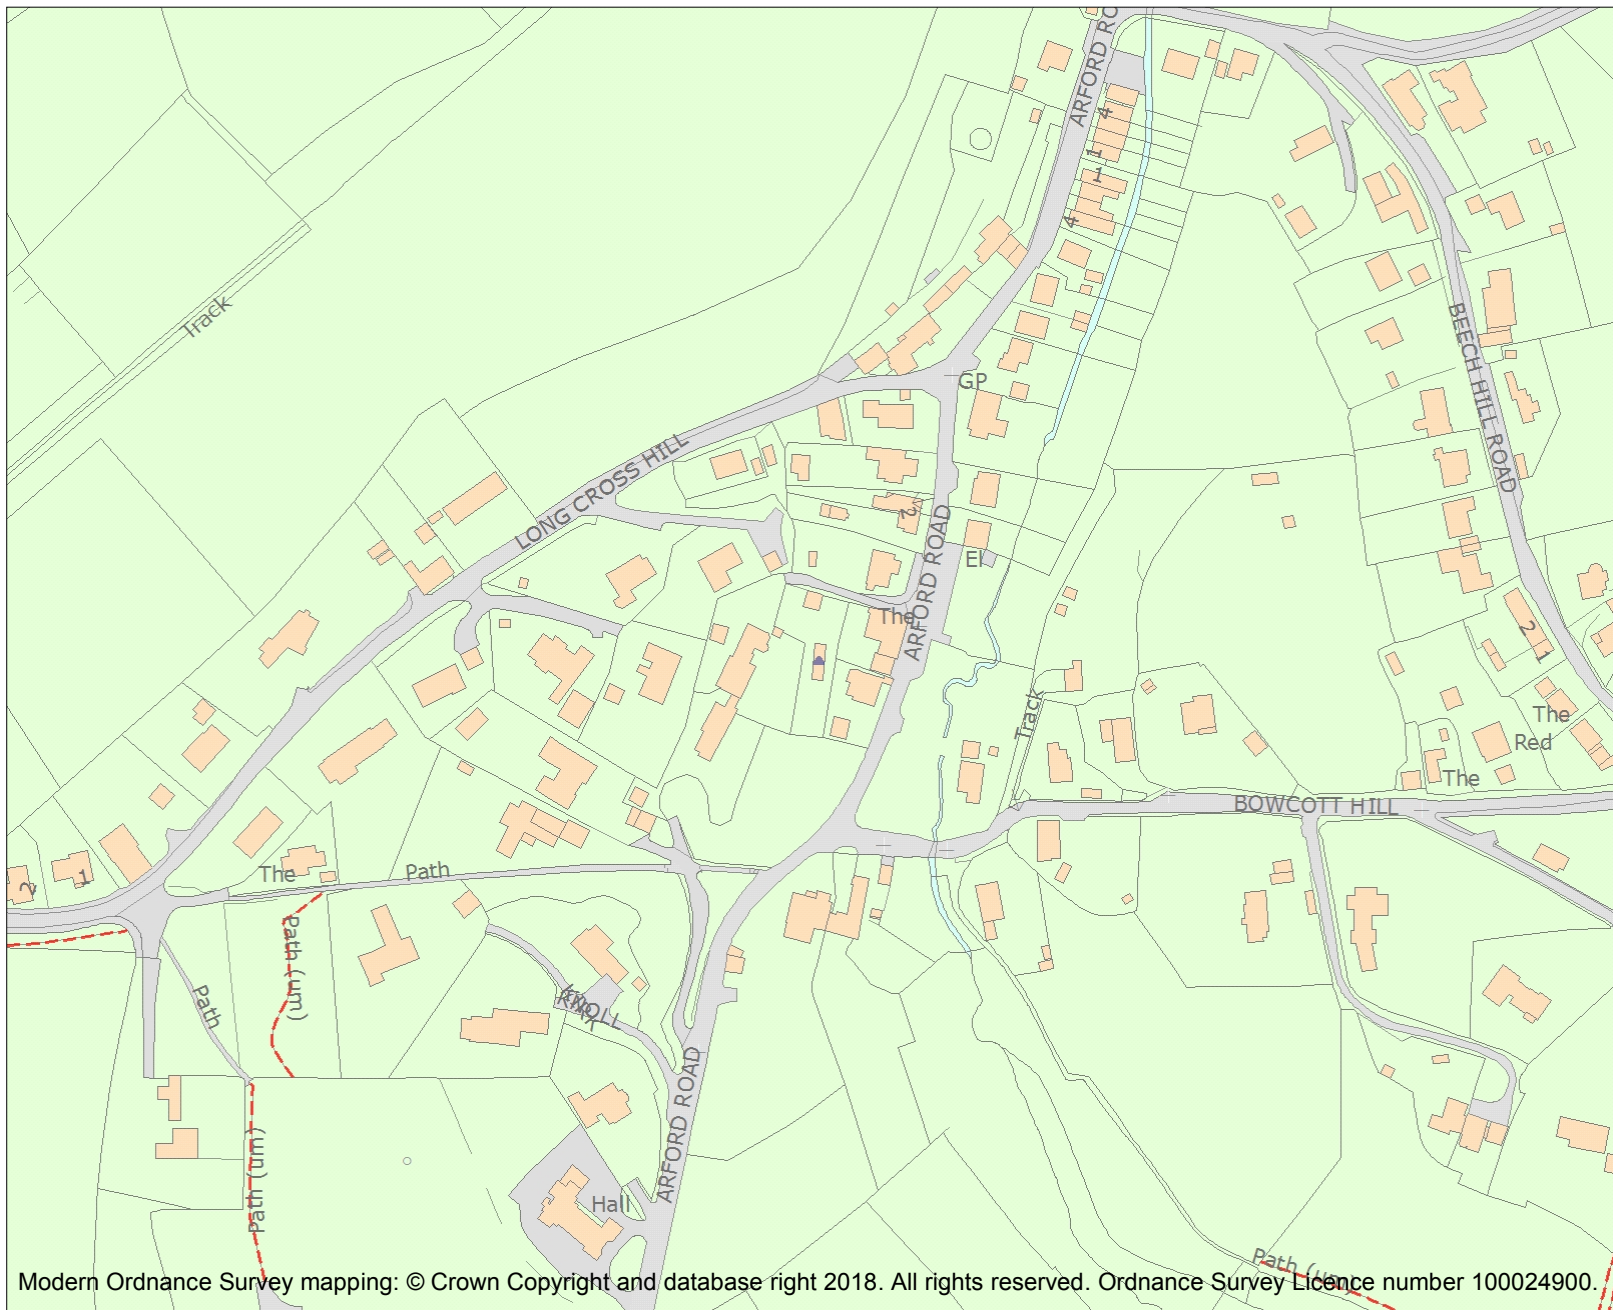 ARFORD RO
4
1
1
4
Track
BEECH HILL ROAD
GP
LONG CROSS HILL
2
ARFORD ROAD
El
The
2
1
Track
The
Red
The
BOWCOTT HILL
The
Path
2
1
Path (um)
Path
KNOLL
ARFORD ROAD
Path (um)
Hall
Path (um)
Modern Ordnance Survey mapping: © Crown Copyright and database right 2018. All rights reserved. Ordnance Survey Licence number 100024900.